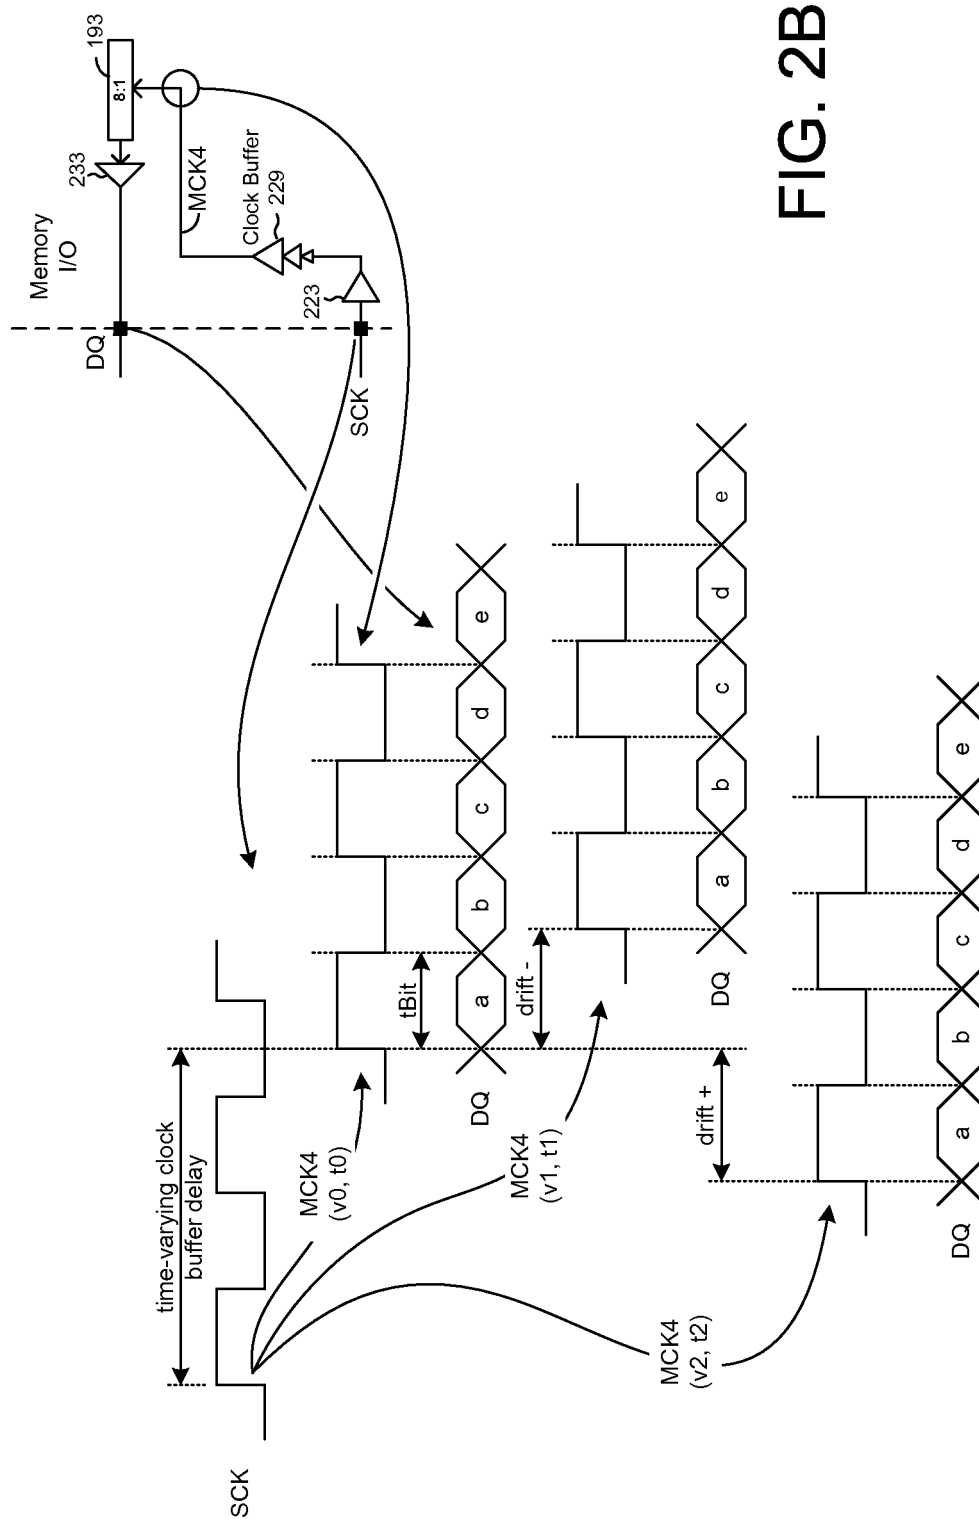 SCK
time-varying clock
buffer delay
MCK4
(v0, t0)
tBit
DQ
a
b
c
d
e
MCK4
(v1, t1)
drift -
DQ
a
b
c
d
e
MCK4
(v2, t2)
drift +
DQ
a
b
c
d
e
Memory
I/O
DQ
233
8:1
193
MCK4
Clock Buffer
229
223
SCK
FIG. 2B